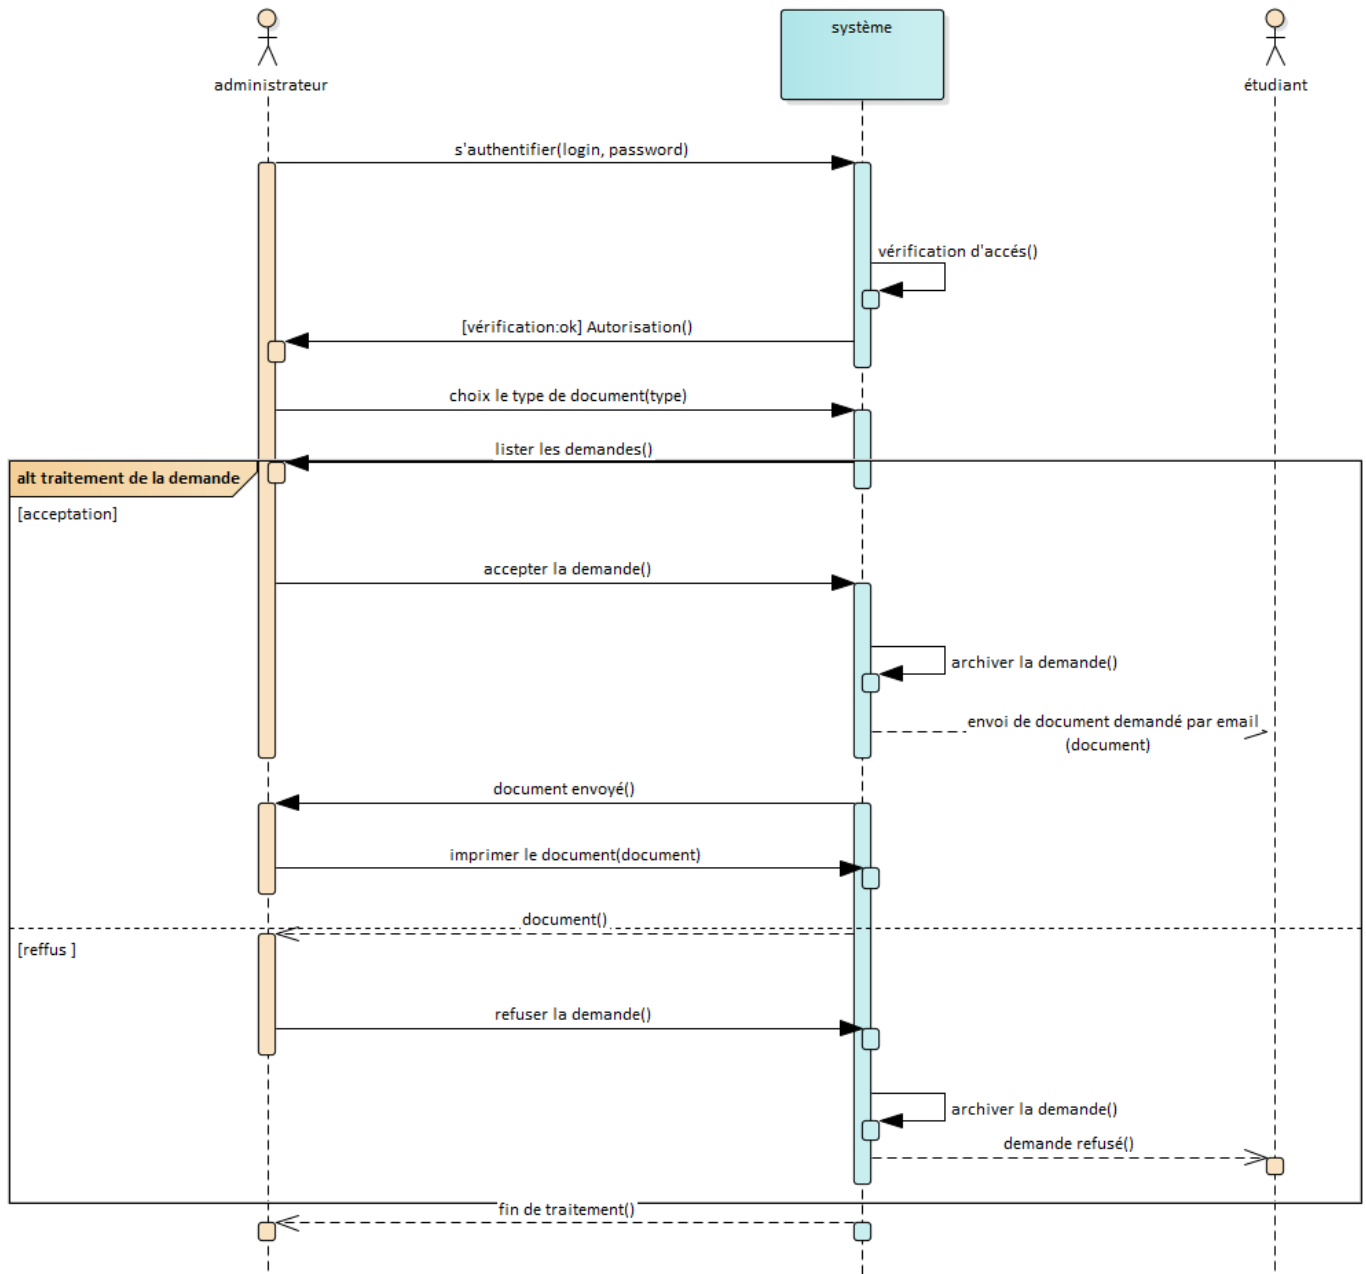 administrateur
système
étudiant
s'authentifier(login, password)
vérification d'accés()
[vérification:ok] Autorisation()
choix le type de document(type)
lister les demandes()
alt traitement de la demande
[acceptation]
accepter la demande()
archiver la demande()
envoi de document demandé par email
(document)
document envoyé()
imprimer le document(document)
document()
[reffus ]
refuser la demande()
archiver la demande()
demande refusé()
fin de traitement()